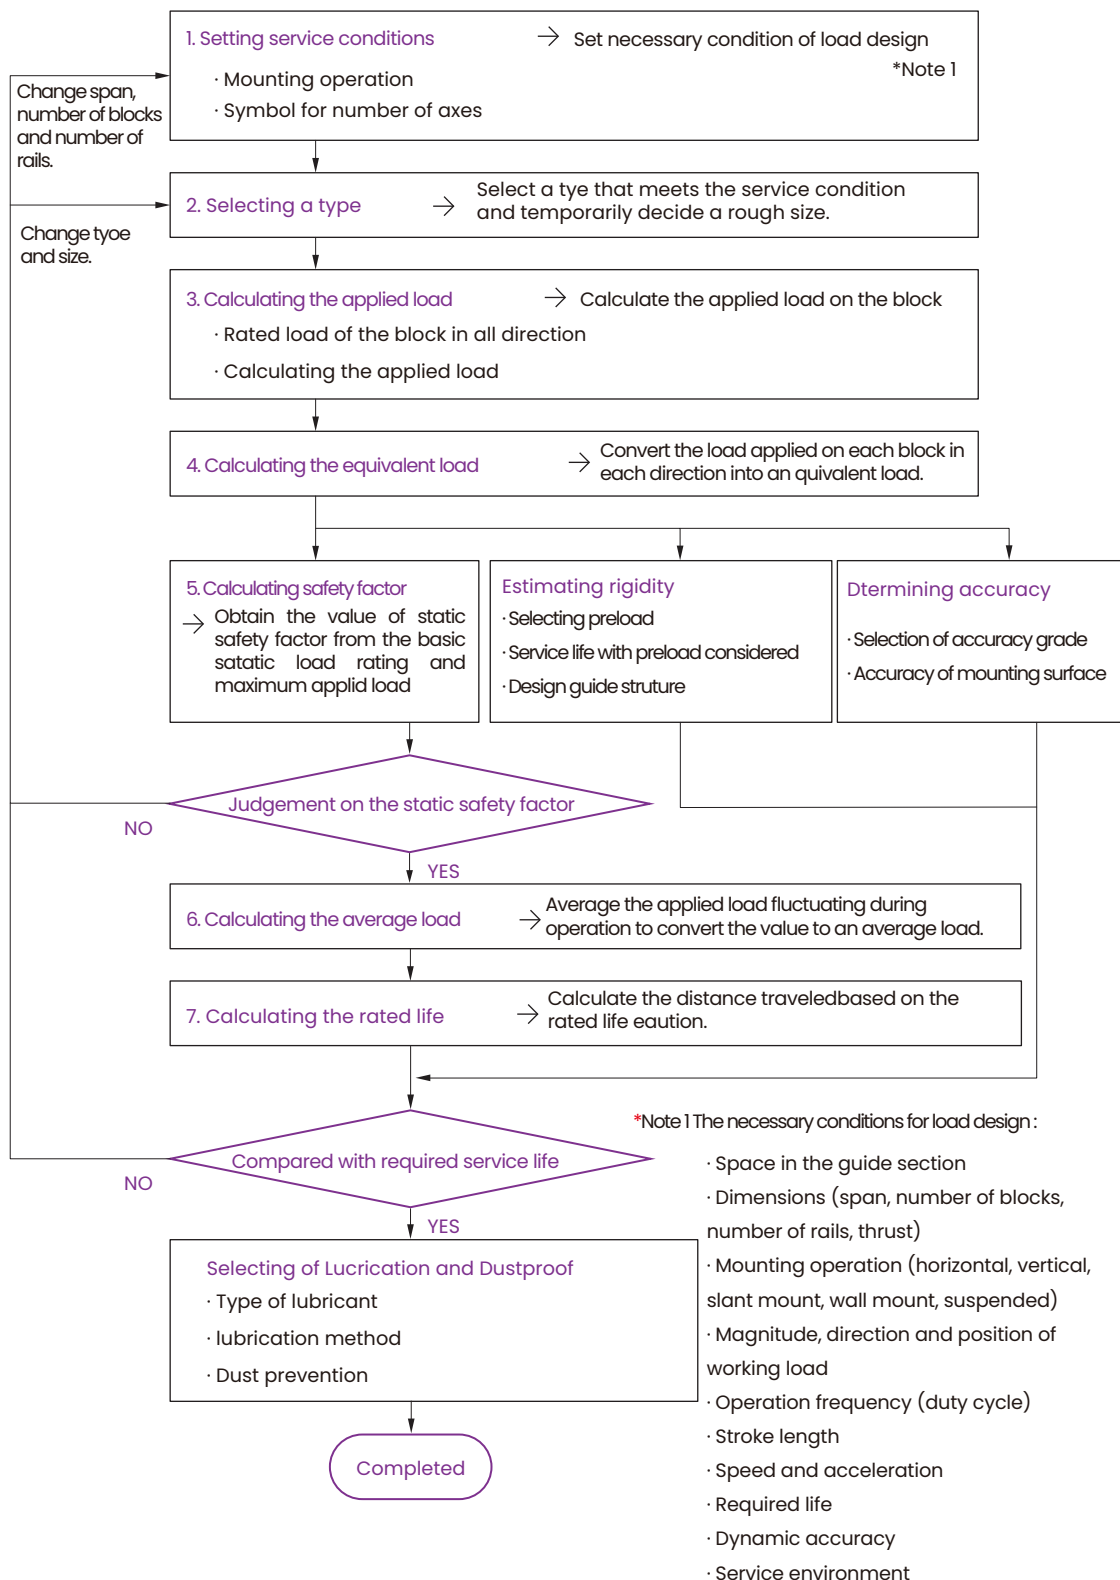 1. Setting service conditions → Set necessary condition of load design
*Note 1
· Mounting operation
· Symbol for number of axes
Change span,
number of blocks
and number of
rails.
2. Selecting a type → Select a tye that meets the service condition
and temporarily decide a rough size.
Change tyoe
and size.
3. Calculating the applied load → Calculate the applied load on the block
· Rated load of the block in all direction
· Calculating the applied load
4. Calculating the equivalent load → Convert the load applied on each block in
each direction into an quivalent load.
5. Calculating safety factor
→ Obtain the value of static
safety factor from the basic
satatic load rating and
maximum applid load
Estimating rigidity
· Selecting preload
· Service life with preload considered
· Design guide struture
Dtermining accuracy
· Selection of accuracy grade
· Accuracy of mounting surface
Judgement on the static safety factor
NO
YES
6. Calculating the average load → Average the applied load fluctuating during
operation to convert the value to an average load.
7. Calculating the rated life → Calculate the distance traveledbased on the
rated life eaution.
Compared with required service life
NO
YES
Selecting of Lucrication and Dustproof
· Type of lubricant
· lubrication method
· Dust prevention
Completed
*Note 1 The necessary conditions for load design :
· Space in the guide section
· Dimensions (span, number of blocks,
number of rails, thrust)
· Mounting operation (horizontal, vertical,
slant mount, wall mount, suspended)
· Magnitude, direction and position of
working load
· Operation frequency (duty cycle)
· Stroke length
· Speed and acceleration
· Required life
· Dynamic accuracy
· Service environment